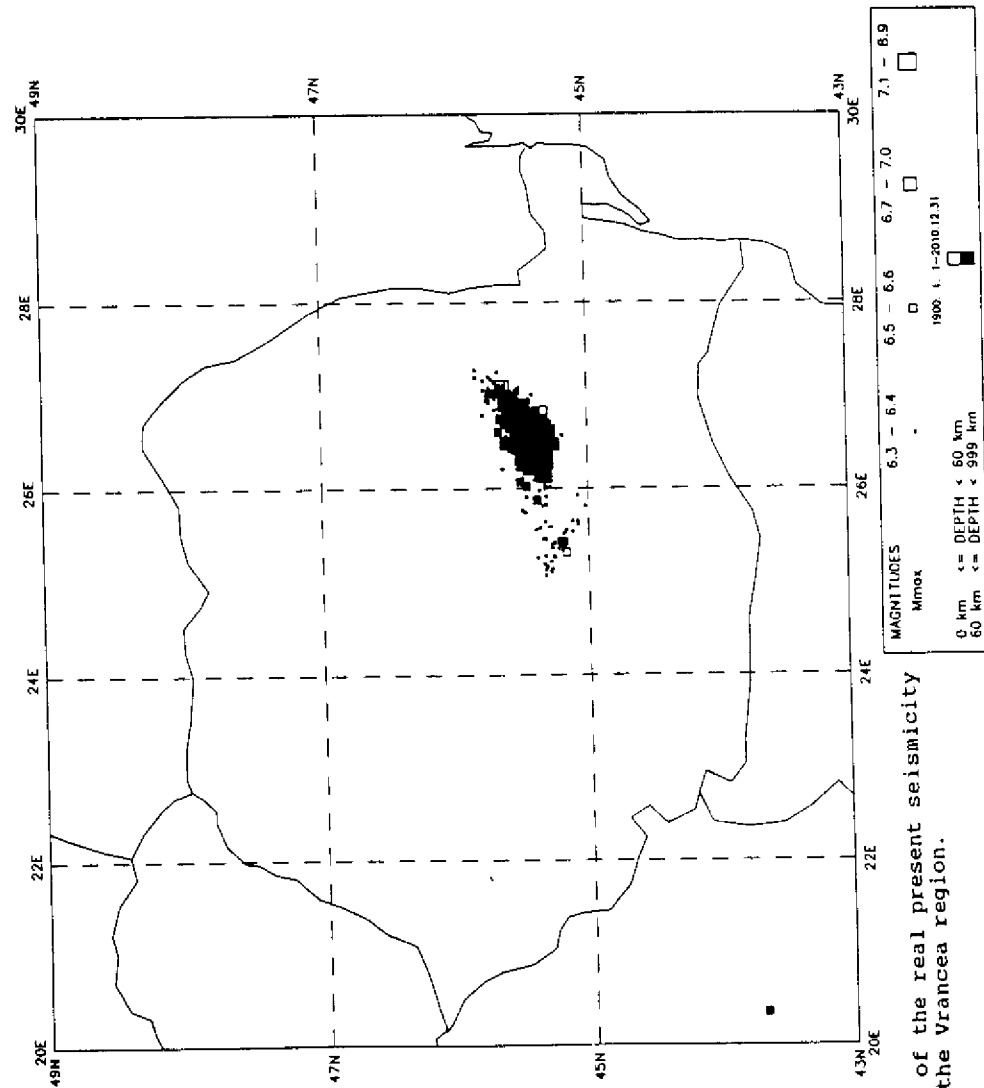 20E 22E 24E 26E 28E 30E
49N 49N
47N 47N
45N 45N
43N 43N
20E 22E 24E 26E 28E 30E
MAGNITUDES 6.3 - 6.4 6.5 - 6.6 6.7 - 7.0 7.1 - 8.9
Mmax
1900. 4. 1-2010.12.31
0 km <= DEPTH < 60 km
60 km <= DEPTH < 999 km
of the real present seismicity
the Vrancea region.